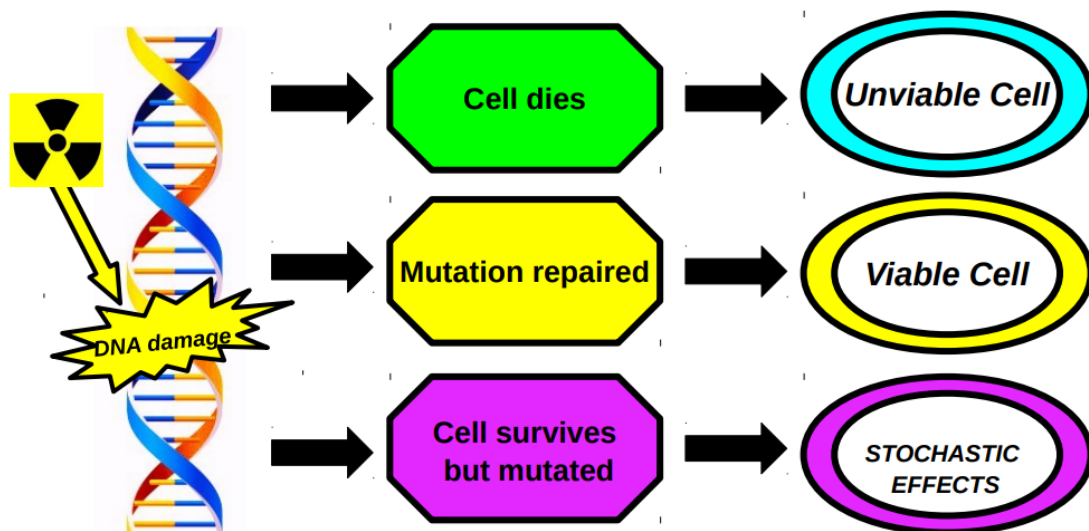 Cell dies
Unviable Cell
Mutation repaired
Viable Cell
DNA damage
Cell survives
but mutated
STOCHASTIC
EFFECTS